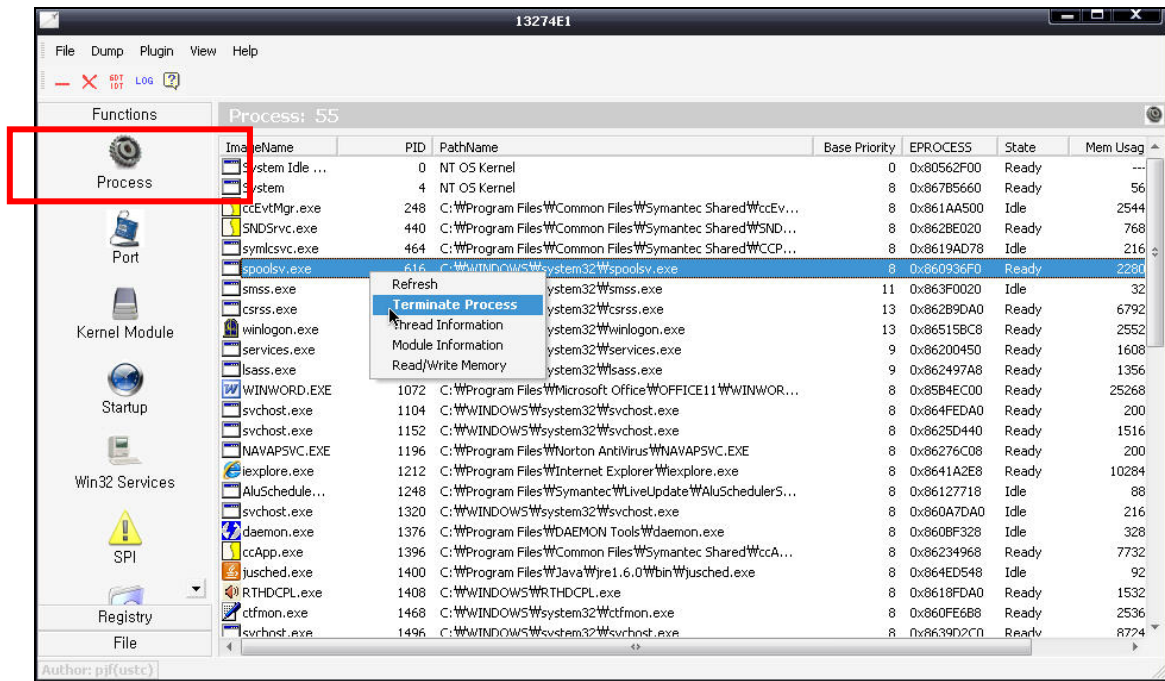 13274E1
File Dump Plugin View Help
GDT IDT LOG
Functions
Process
Port
Kernel Module
Startup
Win32 Services
SPI
Registry
File
Process: 55
ImageName PID PathName Base Priority EPROCESS State Mem Usag
System Idle ... 0 NT OS Kernel 0 0x80562F00 Ready ---
System 4 NT OS Kernel 8 0x867B5660 Ready 56
ccEvtMgr.exe 248 C:₩Program Files₩Common Files₩Symantec Shared₩ccEv... 8 0x861AA500 Idle 2544
SNDSrvc.exe 440 C:₩Program Files₩Common Files₩Symantec Shared₩SND... 8 0x862BE020 Ready 768
symlcsvc.exe 464 C:₩Program Files₩Common Files₩Symantec Shared₩CCP... 8 0x8619AD78 Idle 216
spoolsv.exe 616 C:₩WINDOWS₩system32₩spoolsv.exe 8 0x860936F0 Ready 2280
smss.exe ystem32₩smss.exe 11 0x863F0020 Idle 32
csrss.exe ystem32₩csrss.exe 13 0x862B9DA0 Ready 6792
winlogon.exe ystem32₩winlogon.exe 13 0x86515BC8 Ready 2552
services.exe ystem32₩services.exe 9 0x86200450 Ready 1608
lsass.exe ystem32₩lsass.exe 9 0x862497A8 Ready 1356
WINWORD.EXE 1072 C:₩Program Files₩Microsoft Office₩OFFICE11₩WINWOR... 8 0x85B4EC00 Ready 25268
svchost.exe 1104 C:₩WINDOWS₩system32₩svchost.exe 8 0x864FEDA0 Ready 200
svchost.exe 1152 C:₩WINDOWS₩system32₩svchost.exe 8 0x8625D440 Ready 1516
NAVAPSVC.EXE 1196 C:₩Program Files₩Norton AntiVirus₩NAVAPSVC.EXE 8 0x86276C08 Ready 200
iexplore.exe 1212 C:₩Program Files₩Internet Explorer₩iexplore.exe 8 0x8641A2E8 Ready 10284
AluSchedule... 1248 C:₩Program Files₩Symantec₩LiveUpdate₩AluSchedulerS... 8 0x86127718 Idle 88
svchost.exe 1320 C:₩WINDOWS₩system32₩svchost.exe 8 0x860A7DA0 Idle 216
daemon.exe 1376 C:₩Program Files₩DAEMON Tools₩daemon.exe 8 0x860BF328 Idle 328
ccApp.exe 1396 C:₩Program Files₩Common Files₩Symantec Shared₩ccA... 8 0x86234968 Ready 7732
jusched.exe 1400 C:₩Program Files₩Java₩jre1.6.0₩bin₩jusched.exe 8 0x864ED548 Idle 92
RTHDCPL.exe 1408 C:₩WINDOWS₩RTHDCPL.exe 8 0x8618FDA0 Ready 1532
ctfmon.exe 1468 C:₩WINDOWS₩system32₩ctfmon.exe 8 0x860FE6B8 Ready 2536
svchost.exe 1496 C:₩WINDOWS₩system32₩svchost.exe 8 0x8639D2C0 Ready 8724
Refresh
Terminate Process
Thread Information
Module Information
Read/Write Memory
Author: pjf(ustc)